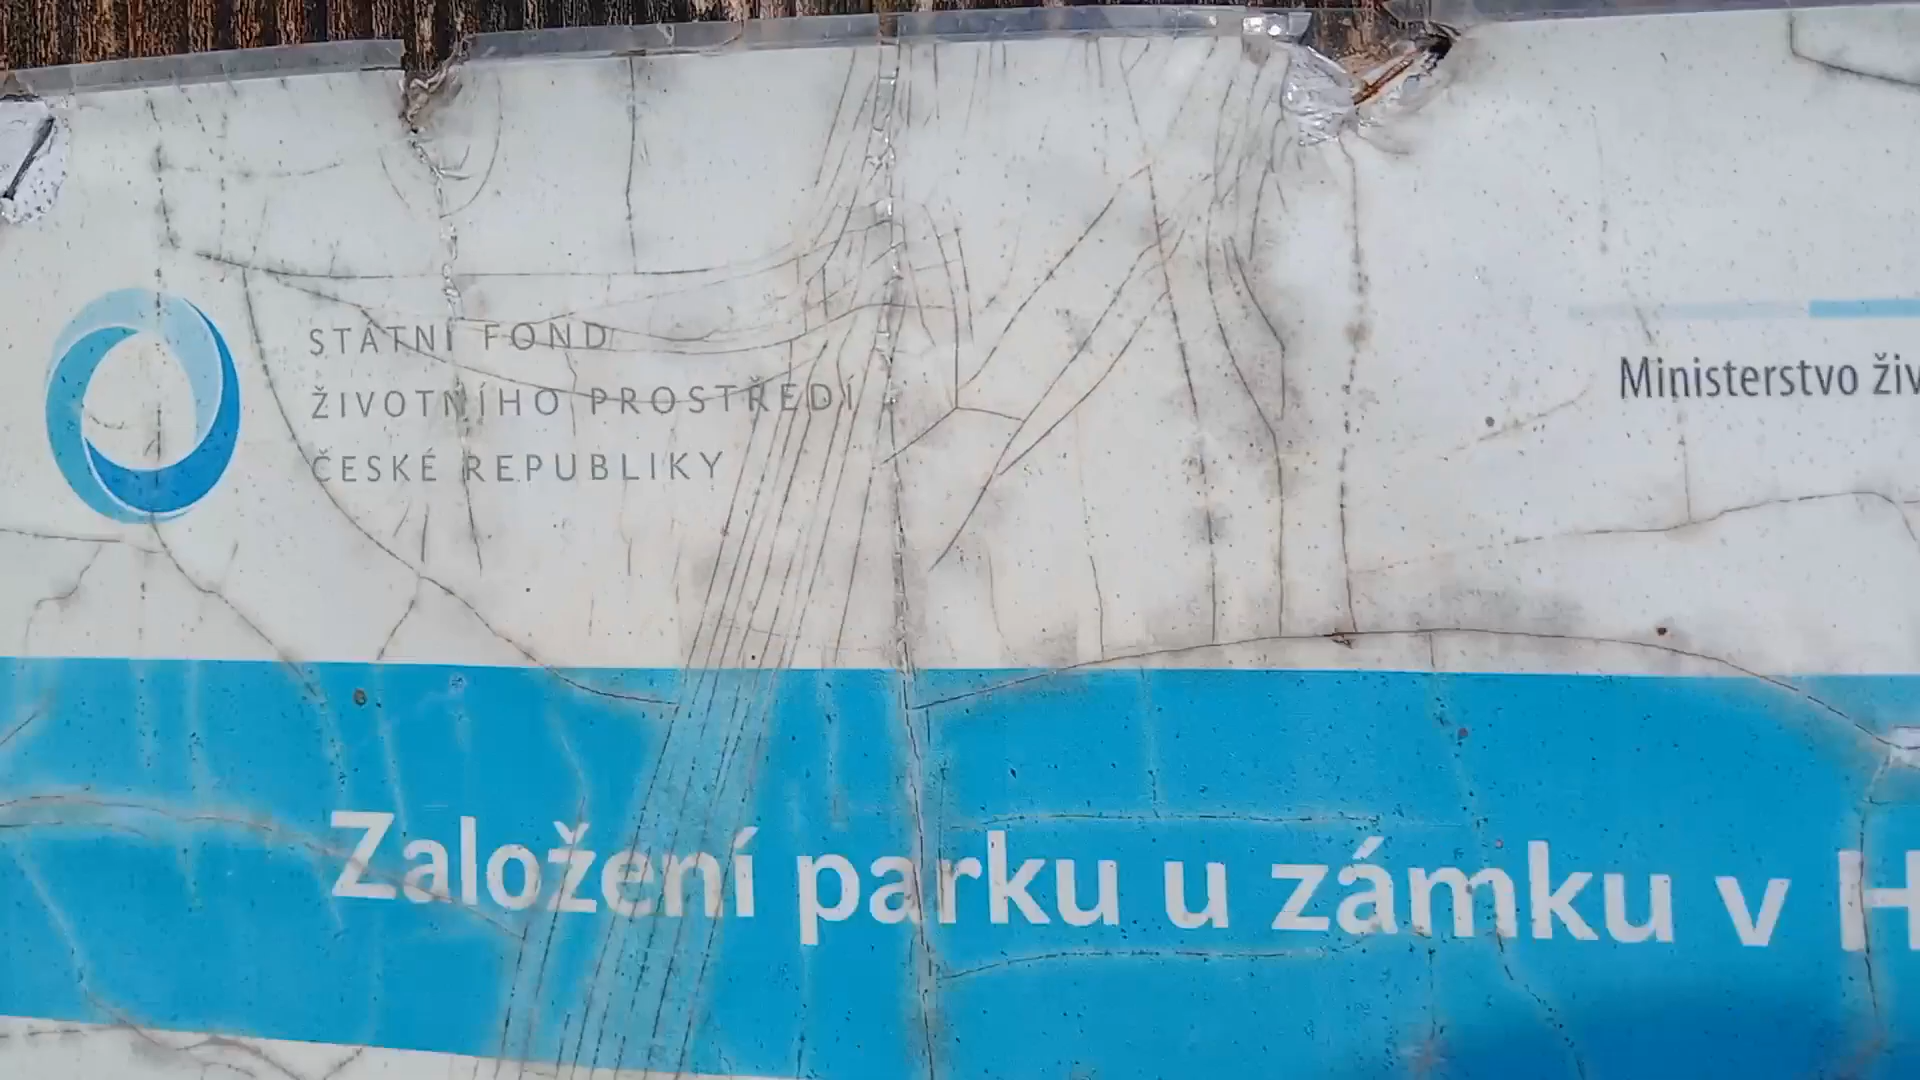 STÁTNÍ FOND
ŽIVOTNÍHO PROSTŘEDÍ
ČESKÉ REPUBLIKY
Ministerstvo živ
Založení parku u zámku v H